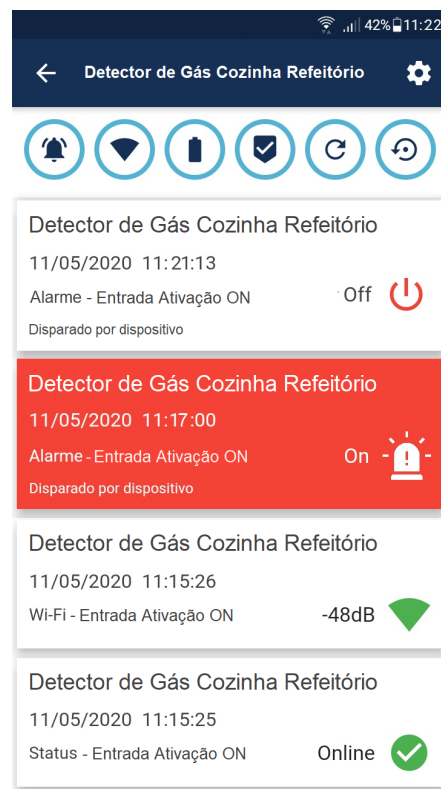 42% 11:22
Detector de Gás Cozinha Refeitório
Detector de Gás Cozinha Refeitório
11/05/2020 11:21:13
Alarme - Entrada Ativação ON Off
Disparado por dispositivo
Detector de Gás Cozinha Refeitório
11/05/2020 11:17:00
Alarme - Entrada Ativação ON On
Disparado por dispositivo
Detector de Gás Cozinha Refeitório
11/05/2020 11:15:26
Wi-Fi - Entrada Ativação ON -48dB
Detector de Gás Cozinha Refeitório
11/05/2020 11:15:25
Status - Entrada Ativação ON Online